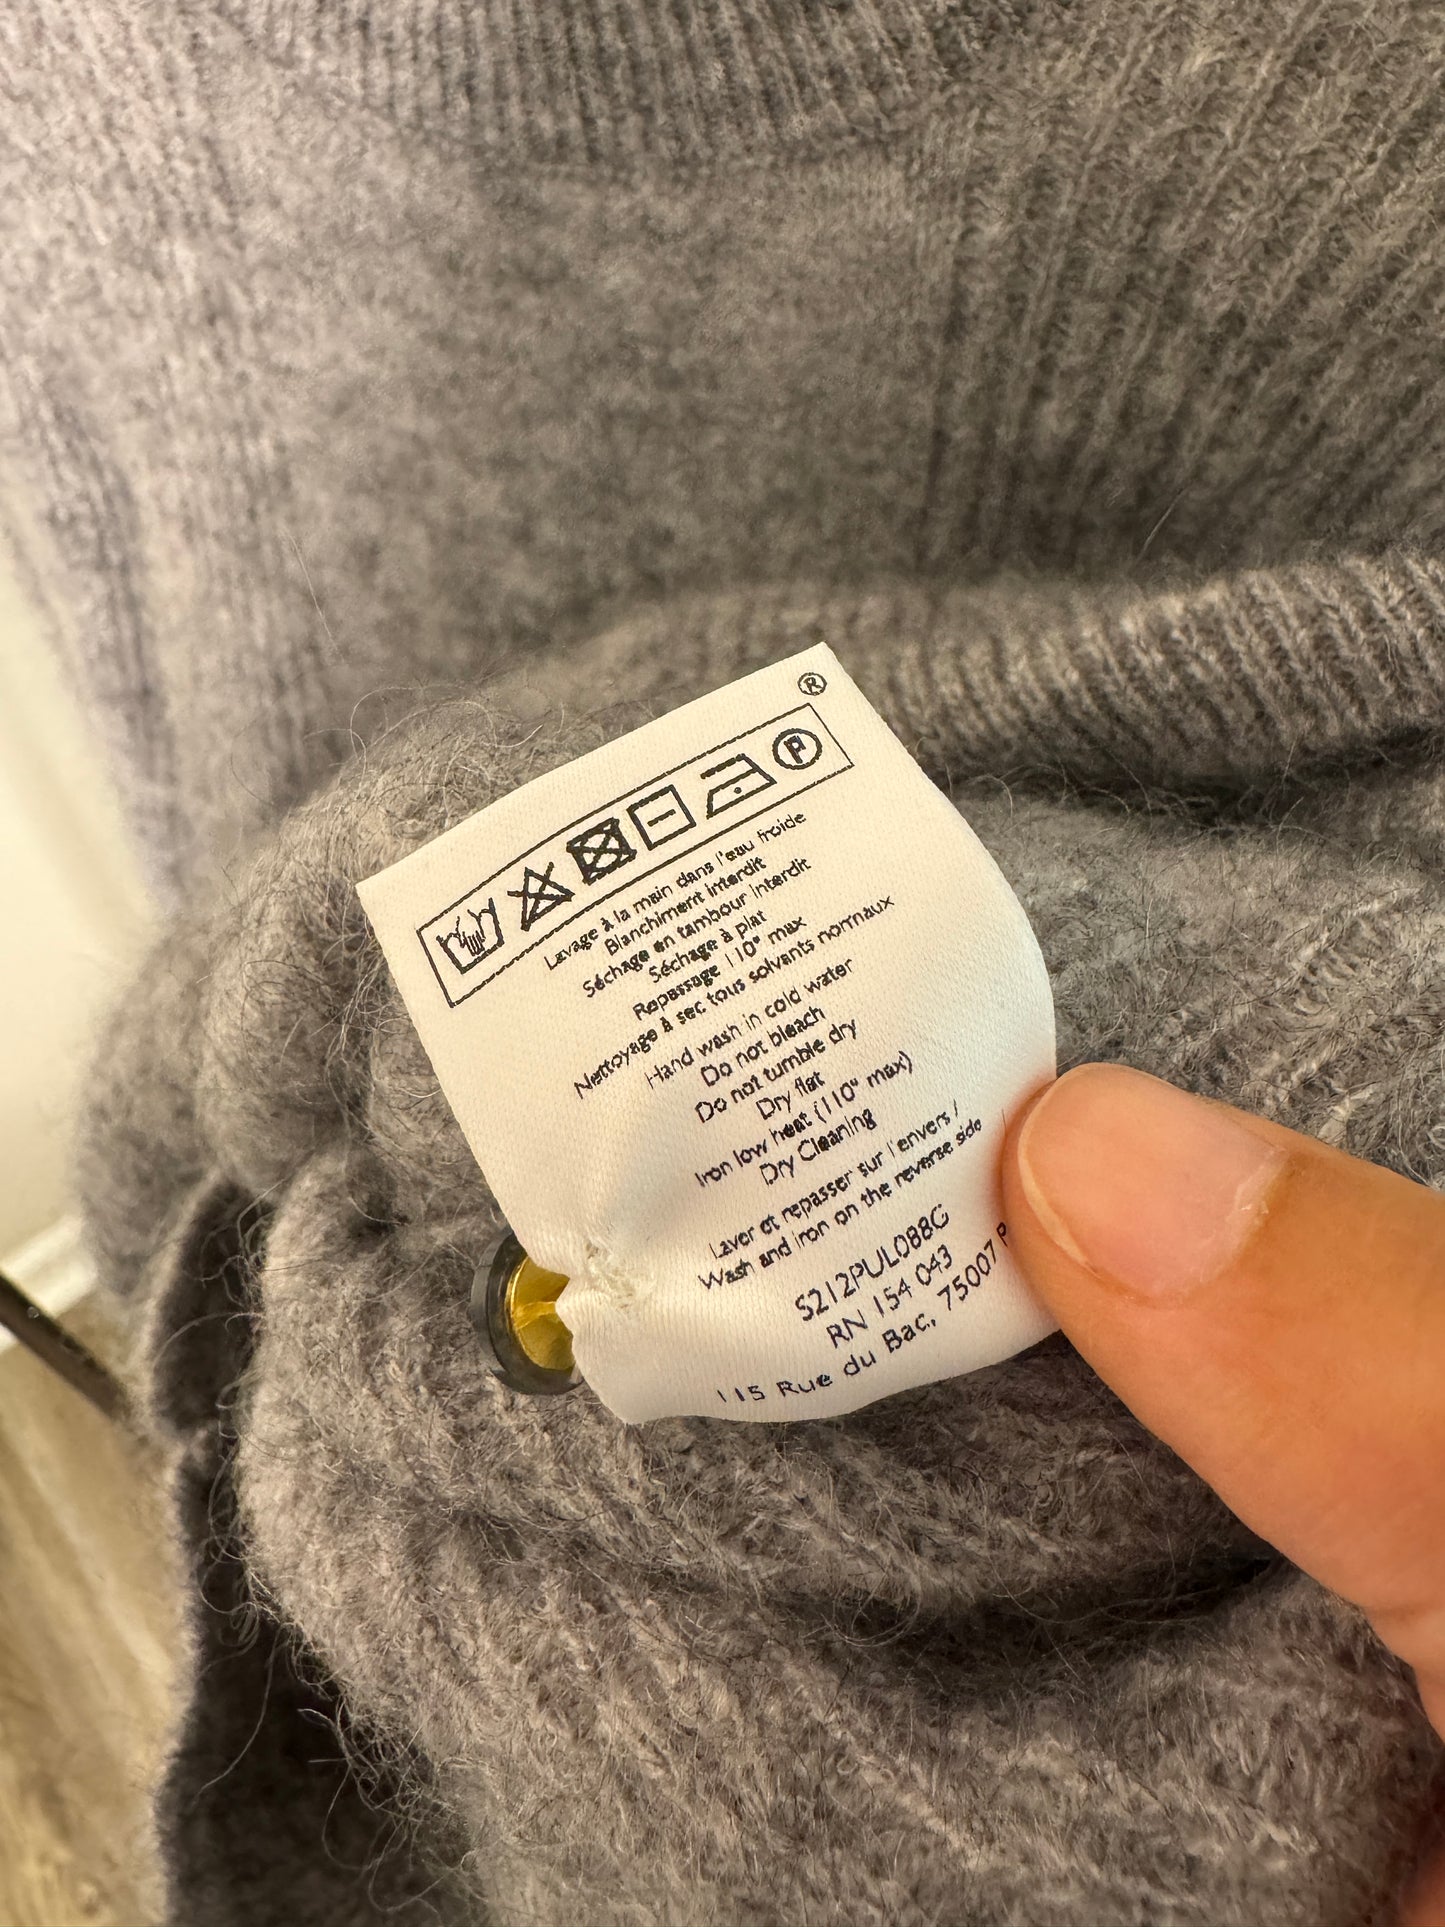 ®
P
Lavage à la main dans l'eau froide
Blanchiment interdit
Séchage en tambour interdit
Séchage à plat
Repassage 110° max
Nettoyage à sec tous solvants normaux
Hand wash in cold water
Do not bleach
Do not tumble dry
Dry flat
Iron low heat (110° max)
Dry Cleaning
Laver et repasser sur l'envers /
Wash and iron on the reverse side
S212PUL088G
RN 154 043
115 Rue du Bac, 75007 P